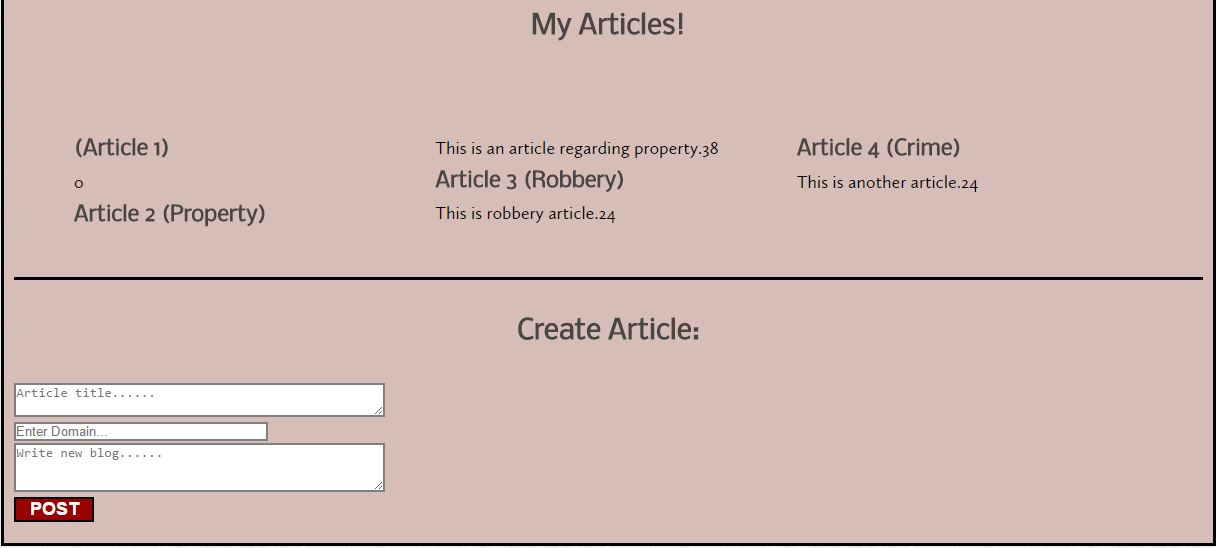 My Articles!
(Article 1)
0
Article 2 (Property)
This is an article regarding property.38
Article 3 (Robbery)
This is robbery article.24
Article 4 (Crime)
This is another article.24
Create Article:
Article title......
Enter Domain...
Write new blog......
POST